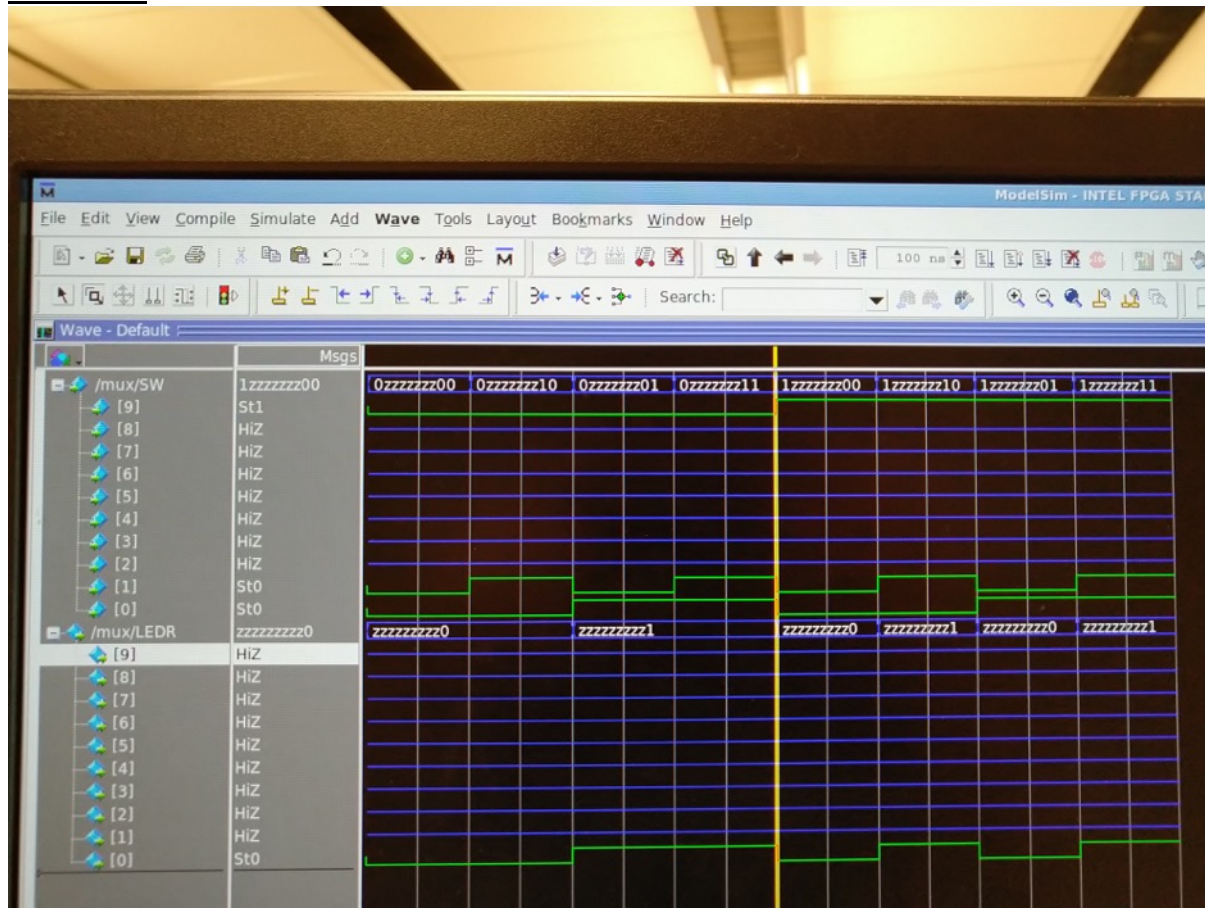 ModelSim - INTEL FPGA STA
File Edit View Compile Simulate Add Wave Tools Layout Bookmarks Window Help
100 ns
Search:
Wave - Default
Msgs
/mux/SW 1zzzzzzz00 0zzzzzzz00 0zzzzzzz10 0zzzzzzz01 0zzzzzzz11 1zzzzzzz00 1zzzzzzz10 1zzzzzzz01 1zzzzzzz11
[9] St1
[8] HiZ
[7] HiZ
[6] HiZ
[5] HiZ
[4] HiZ
[3] HiZ
[2] HiZ
[1] St0
[0] St0
/mux/LEDR zzzzzzzzz0 zzzzzzzzz0 zzzzzzzzz1 zzzzzzzzz0 zzzzzzzzz1 zzzzzzzzz0 zzzzzzzzz1
[9] HiZ
[8] HiZ
[7] HiZ
[6] HiZ
[5] HiZ
[4] HiZ
[3] HiZ
[2] HiZ
[1] HiZ
[0] St0